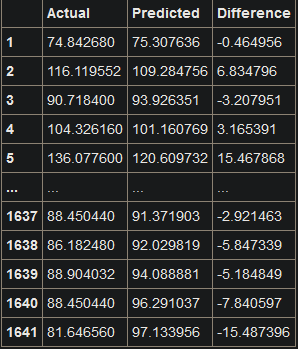 Actual Predicted Difference
1 74.842680 75.307636 -0.464956
2 116.119552 109.284756 6.834796
3 90.718400 93.926351 -3.207951
4 104.326160 101.160769 3.165391
5 136.077600 120.609732 15.467868
... ... ... ...
1637 88.450440 91.371903 -2.921463
1638 86.182480 92.029819 -5.847339
1639 88.904032 94.088881 -5.184849
1640 88.450440 96.291037 -7.840597
1641 81.646560 97.133956 -15.487396